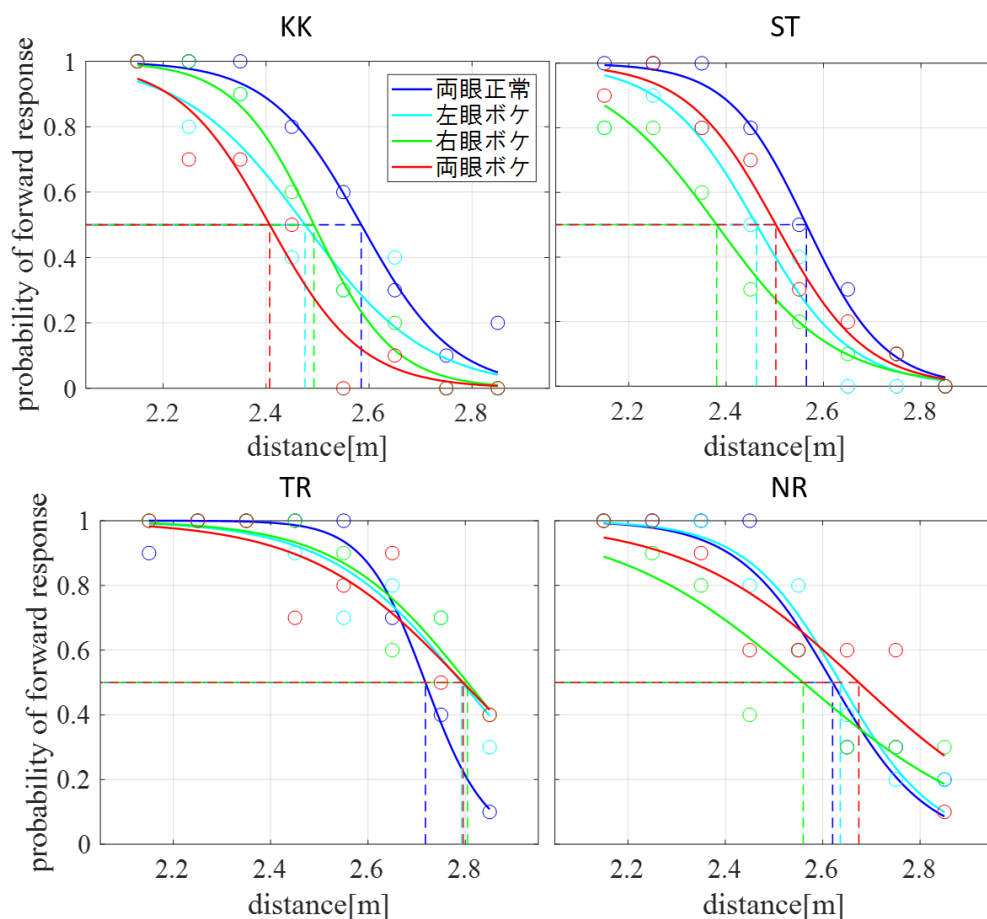 KK
ST
probability of forward response
1
0.8
0.6
0.4
0.2
0
両眼正常
左眼ボケ
右眼ボケ
両眼ボケ
2.2 2.4 2.6 2.8
distance[m]
2.2 2.4 2.6 2.8
distance[m]
TR
NR
probability of forward response
1
0.8
0.6
0.4
0.2
0
2.2 2.4 2.6 2.8
distance[m]
2.2 2.4 2.6 2.8
distance[m]